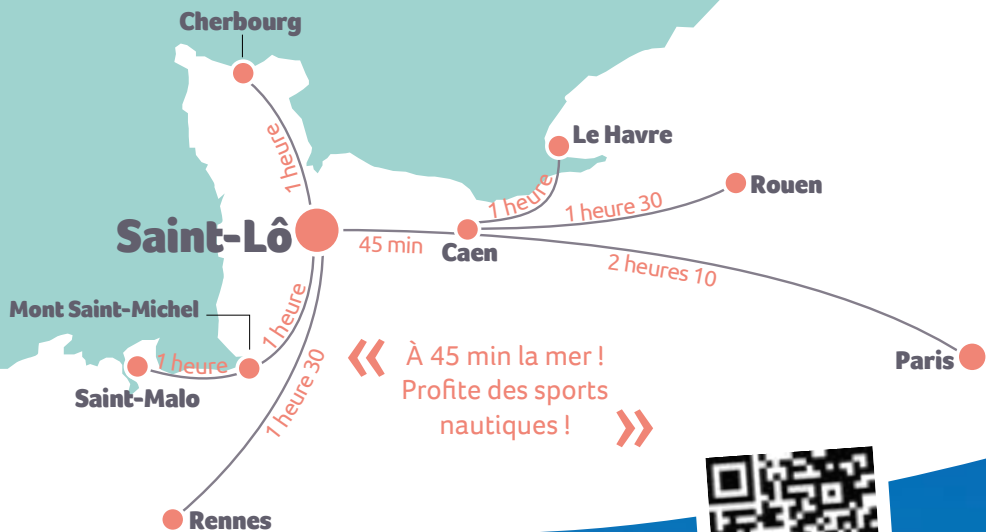 Cherbourg
1 heure
Le Havre
1 heure
Rouen
1 heure 30
Saint-Lô
45 min
Caen
2 heures 10
Mont Saint-Michel
1 heure
1 heure
Saint-Malo
1 heure 30
« À 45 min la mer !
Profite des sports
nautiques ! »
Paris
Rennes